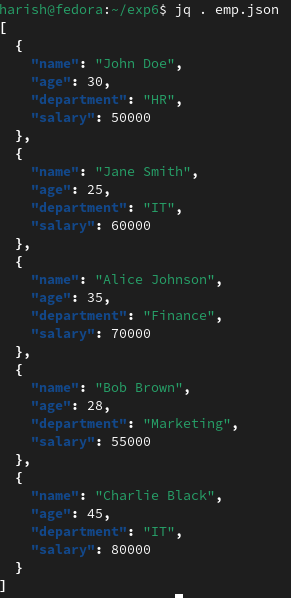 harish@fedora:~/exp6$ jq . emp.json
[
  {
    "name": "John Doe",
    "age": 30,
    "department": "HR",
    "salary": 50000
  },
  {
    "name": "Jane Smith",
    "age": 25,
    "department": "IT",
    "salary": 60000
  },
  {
    "name": "Alice Johnson",
    "age": 35,
    "department": "Finance",
    "salary": 70000
  },
  {
    "name": "Bob Brown",
    "age": 28,
    "department": "Marketing",
    "salary": 55000
  },
  {
    "name": "Charlie Black",
    "age": 45,
    "department": "IT",
    "salary": 80000
  }
]